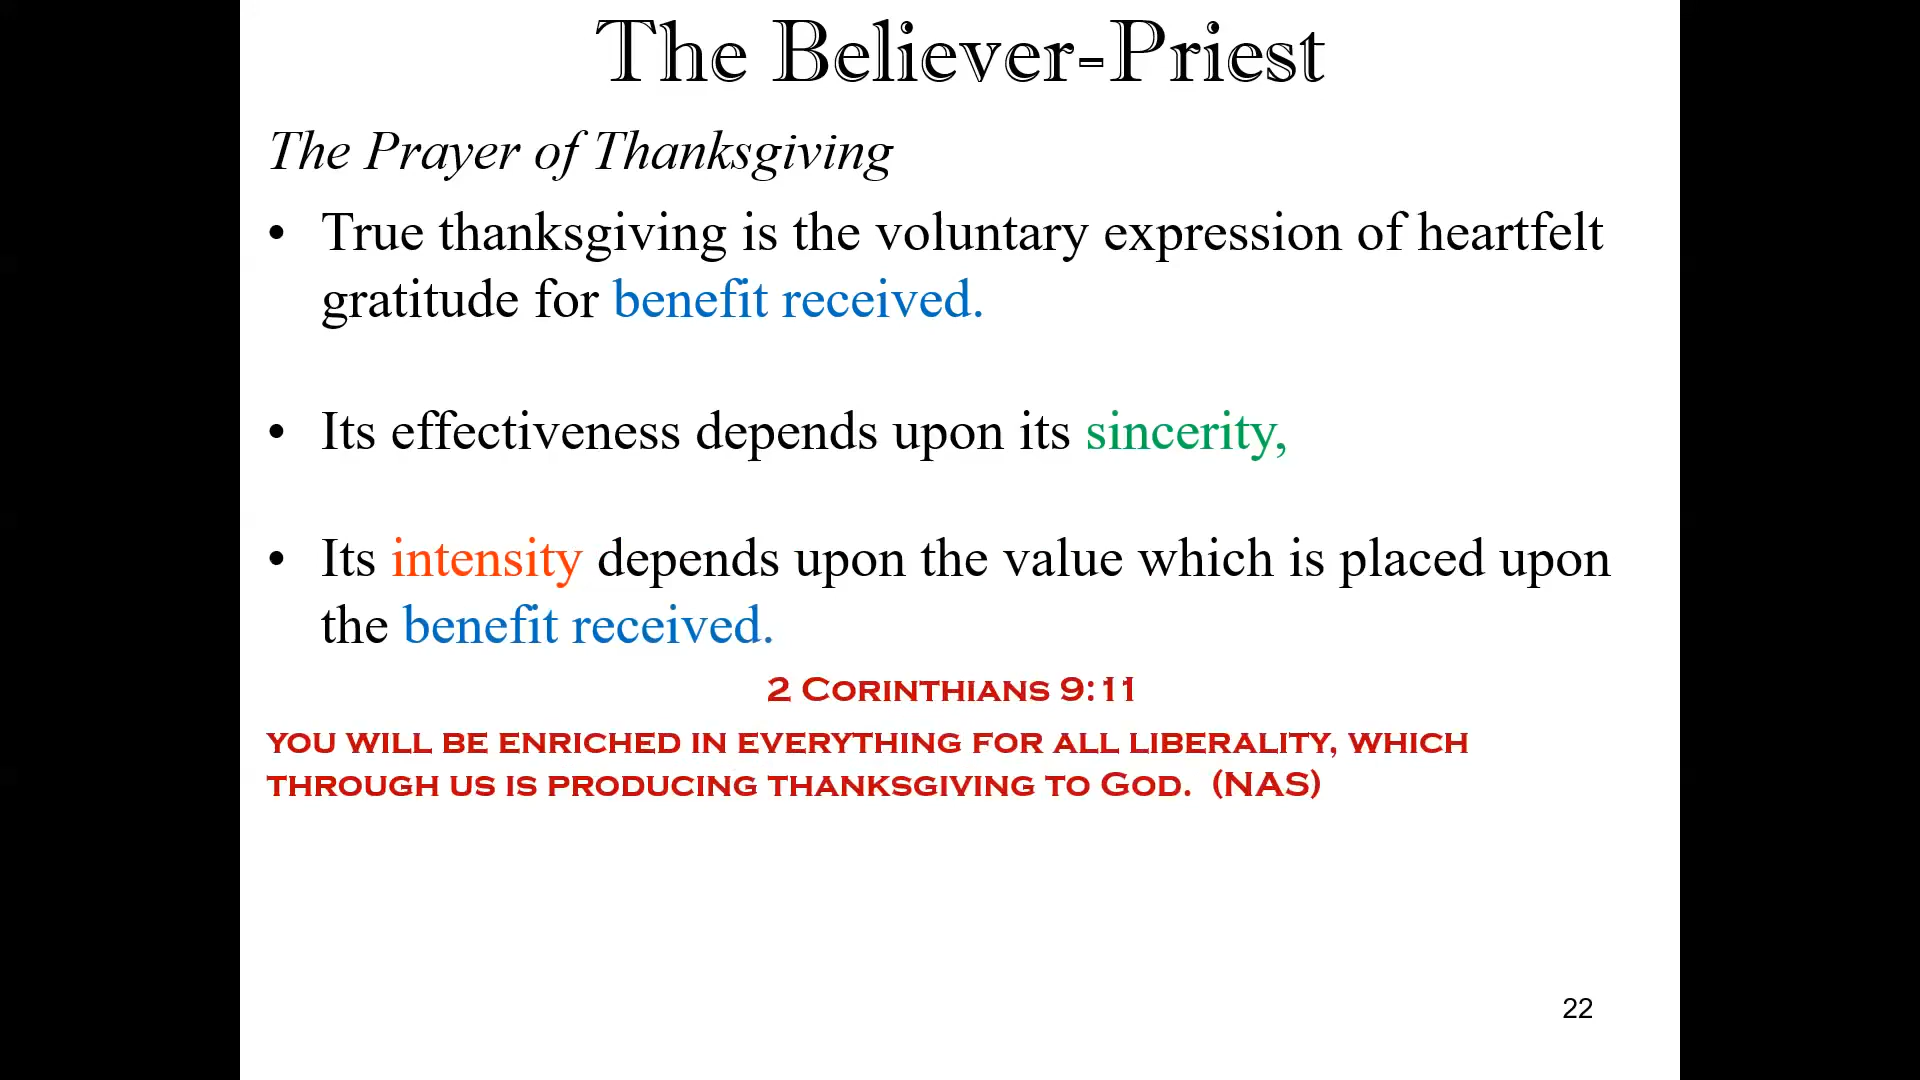 The Believer-Priest
The Prayer of Thanksgiving
• True thanksgiving is the voluntary expression of heartfelt
gratitude for benefit received.
• Its effectiveness depends upon its sincerity,
• Its intensity depends upon the value which is placed upon
the benefit received.
2 Corinthians 9:11
you will be enriched in everything for all liberality, which
through us is producing thanksgiving to God. (NAS)
22